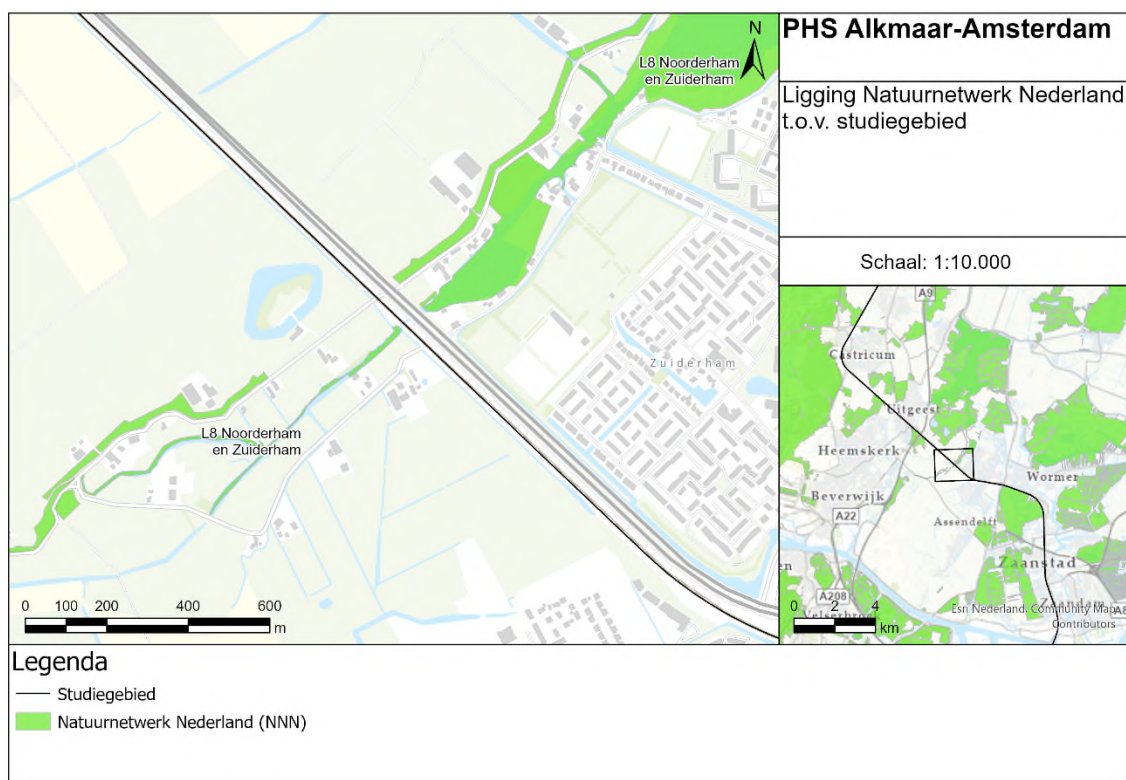 L8 Noorderham
en Zuiderham
N
Zuiderham
L8 Noorderham
en Zuiderham
0 100 200 400 600
m
PHS Alkmaar-Amsterdam
Ligging Natuurnetwerk Nederland
t.o.v. studiegebied
Schaal: 1:10.000
A9
Castricum
Uitgeest
Heemskerk
Wormer
Beverwijk
A22
Assendelft
Zaanstad
en
A208
0 2 4
km
Esri Nederland, Community Maps
Contributors
Legenda
Studiegebied
Natuurnetwerk Nederland (NNN)